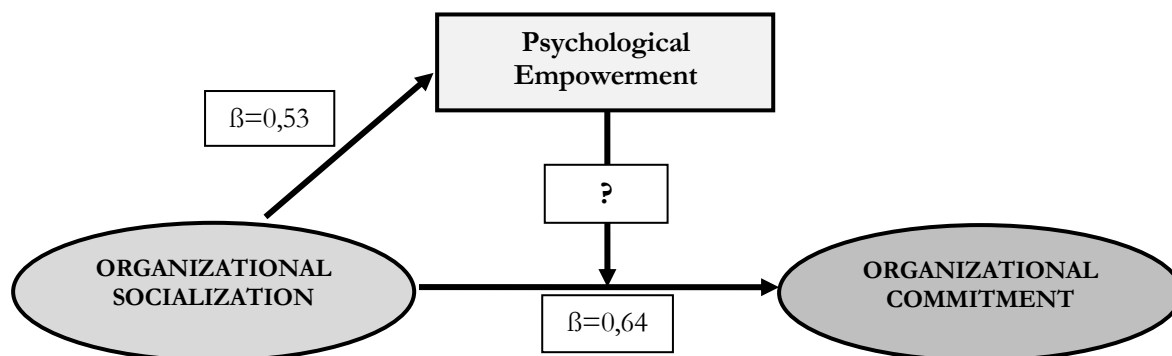 Psychological
Empowerment
ß=0,53
?
ORGANIZATIONAL
SOCIALIZATION
ß=0,64
ORGANIZATIONAL
COMMITMENT